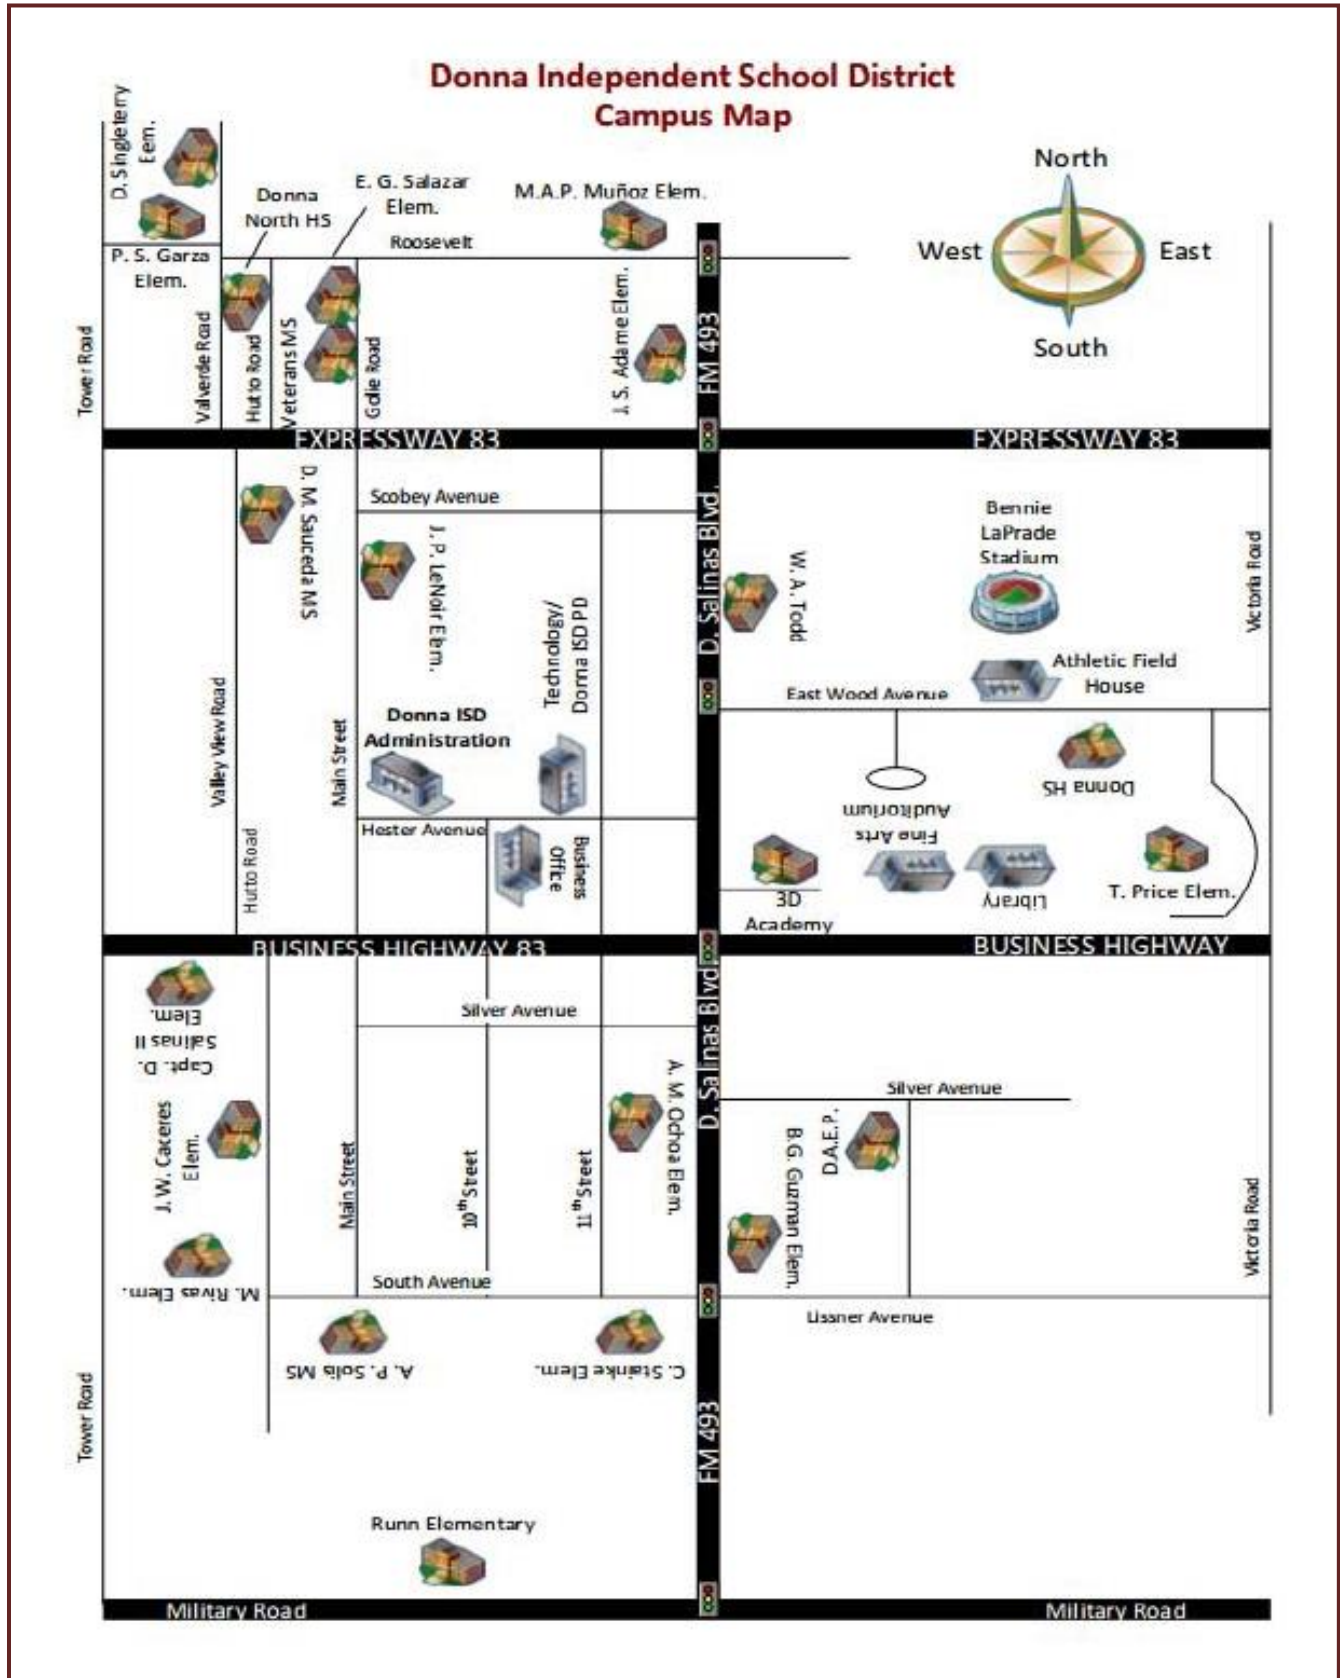 Donna Independent School District
Campus Map
D. Singleterry
Eem.
P. S. Garza
Elem.
Donna
North HS
E. G. Salazar
Elem.
M.A.P. Muñoz Elem.
Roosevelt
North
West
East
South
Tower Road
Valverde Road
Hutto Road
Veterans MS
Golie Road
J. S. Adame Elem.
FM 493
EXPRESSWAY 83
EXPRESSWAY 83
D. M. Sauceda MS
Scobey Avenue
J. P. LeNoir Elem.
Technology/
Donna ISD PD
D. Salinas Blvd.
W. A. Todd
Bennie
LaPrade
Stadium
Victoria Road
Athletic Field
House
East Wood Avenue
Valley View Road
Main Street
Donna ISD
Administration
Hutto Road
Hester Avenue
Business
Office
Donna HS
Fine Arts
Auditorium
Library
3D
Academy
T. Price Elem.
BUSINESS HIGHWAY 83
BUSINESS HIGHWAY
Capt. D.
Salinas II
Elem.
Silver Avenue
D. Salinas Blvd
J. W. Caceres
Elem.
Main Street
10th Street
11th Street
A. M. Ochoa Elem.
Silver Avenue
B.G. Guzman Elem.
D.A.E.P.
Victoria Road
M. Rivas Elem.
South Avenue
Lissner Avenue
A. P. Solis MS
C. Stainke Elem.
Tower Road
FM 493
Runn Elementary
Military Road
Military Road